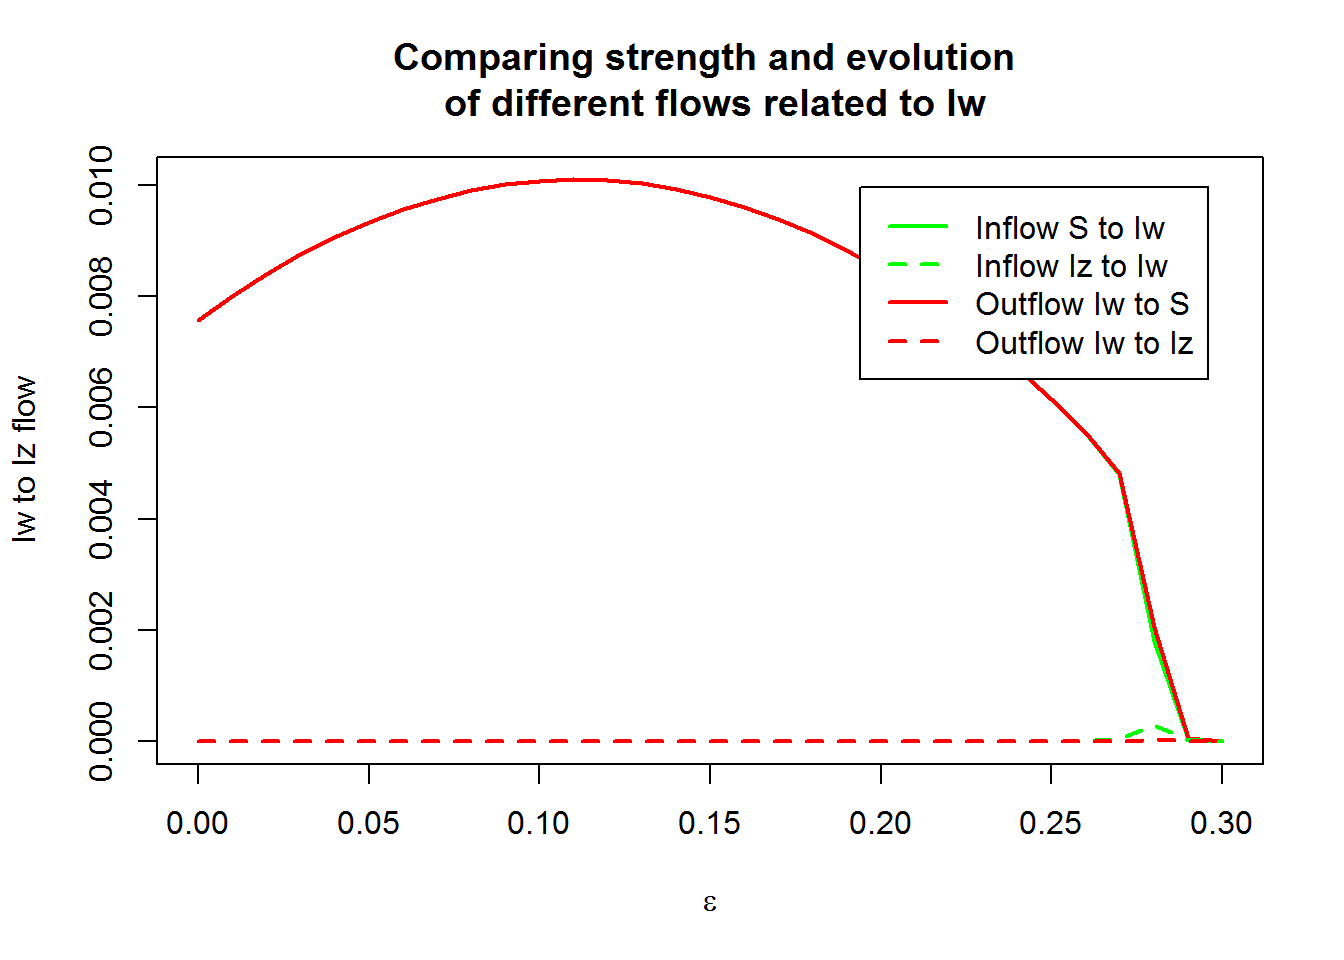 Comparing strength and evolution
of different flows related to Iw
Iw to Iz flow
0.010
0.008
0.006
0.004
0.002
0.000
Inflow S to Iw
Inflow Iz to Iw
Outflow Iw to S
Outflow Iw to Iz
0.00 0.05 0.10 0.15 0.20 0.25 0.30
ε